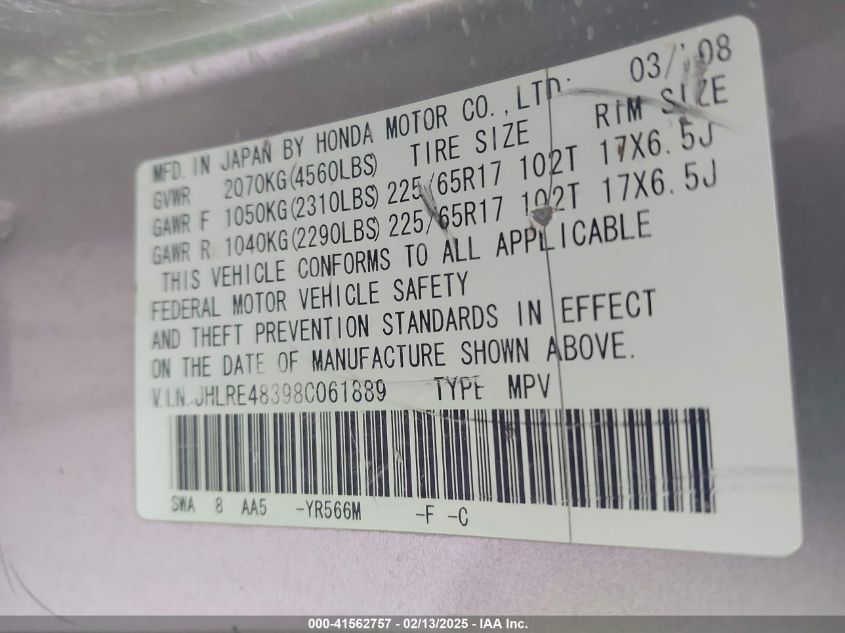 MFD. IN JAPAN BY HONDA MOTOR CO.,LTD. 03/'08
GVWR 2070KG(4560LBS) TIRE SIZE RIM SIZE
GAWR F 1050KG(2310LBS) 225/65R17 102T 17X6.5J
GAWR R 1040KG(2290LBS) 225/65R17 102T 17X6.5J
THIS VEHICLE CONFORMS TO ALL APPLICABLE
FEDERAL MOTOR VEHICLE SAFETY
AND THEFT PREVENTION STANDARDS IN EFFECT
ON THE DATE OF MANUFACTURE SHOWN ABOVE.
V.I.N. JHLRE48398C061889 TYPE MPV
SWA 8 AA5 -YR566M -F -C
000-41562757 - 02/13/2025 - IAA Inc.